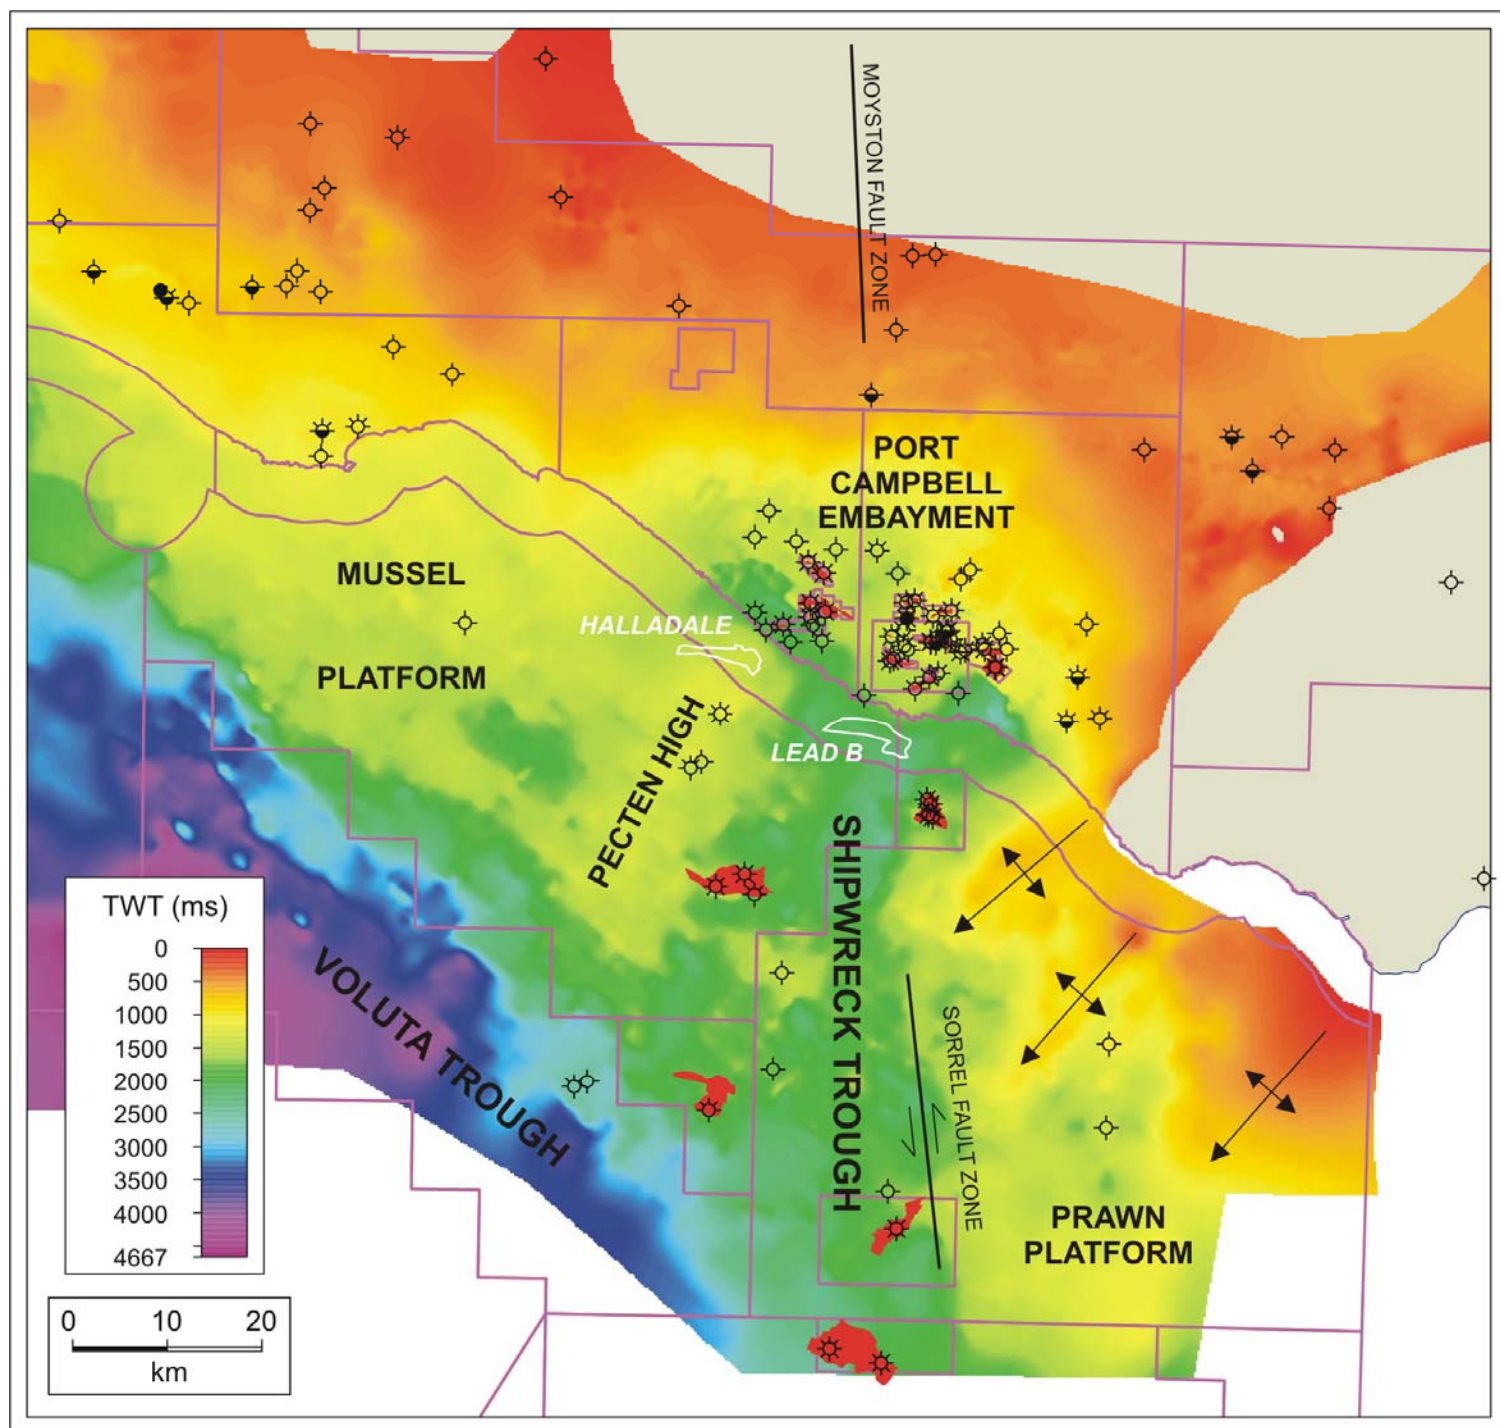 MOYSTON FAULT ZONE
PORT
CAMPBELL
EMBAYMENT
MUSSEL
PLATFORM
HALLADALE
PECTEN HIGH
LEAD B
SHIPWRECK TROUGH
VOLUTA TROUGH
SORREL FAULT ZONE
PRAWN
PLATFORM
TWT (ms)
0
500
1000
1500
2000
2500
3000
3500
4000
4667
0 10 20
km